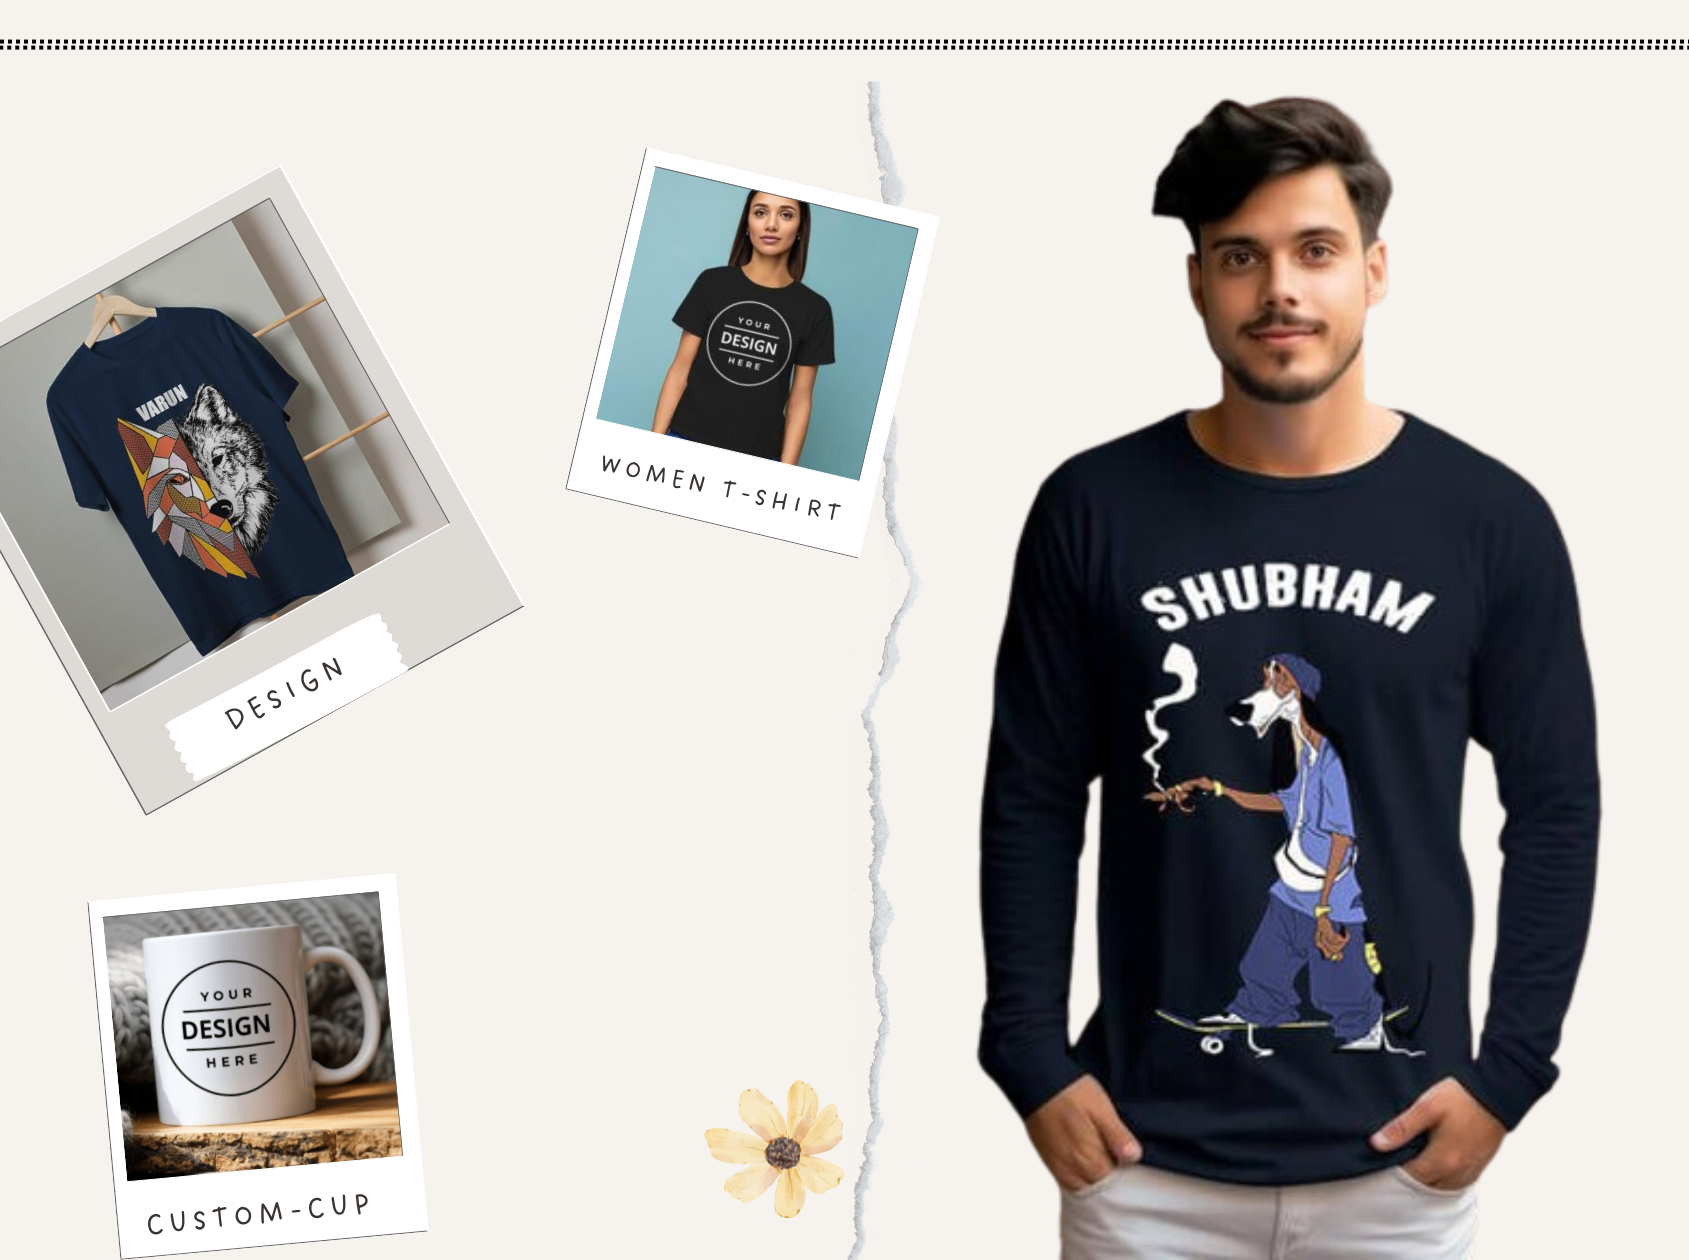 VARUN
DESIGN
YOUR
DESIGN
HERE
WOMEN T-SHIRT
SHUBHAM
YOUR
DESIGN
HERE
CUSTOM-CUP